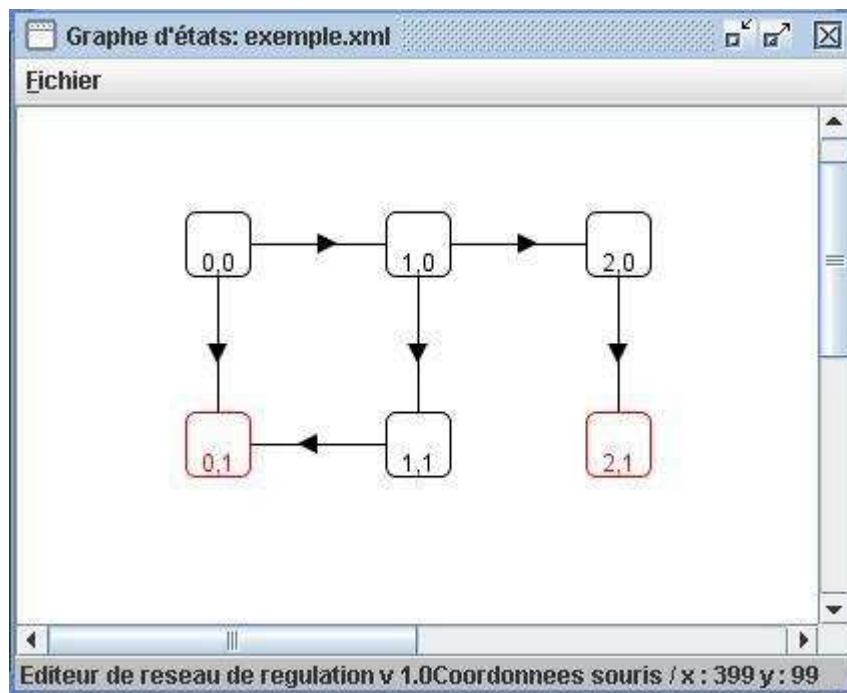 Graphe d'états: exemple.xml
Fichier
0,0
1,0
2,0
0,1
1,1
2,1
Editeur de reseau de regulation v 1.0Coordonnees souris / x : 399 y : 99